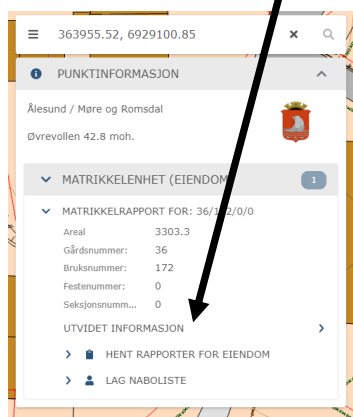 363955.52, 6929100.85
PUNKTINFORMASJON
Ålesund / Møre og Romsdal
Øvrevollen 42.8 moh.
MATRIKKELENHET (EIENDOM 1
MATRIKKELRAPPORT FOR: 36/172/0/0
Areal 3303.3
Gårdsnummer: 36
Bruksnummer: 172
Festenummer: 0
Seksjonsnumm... 0
UTVIDET INFORMASJON
HENT RAPPORTER FOR EIENDOM
LAG NABOLISTE